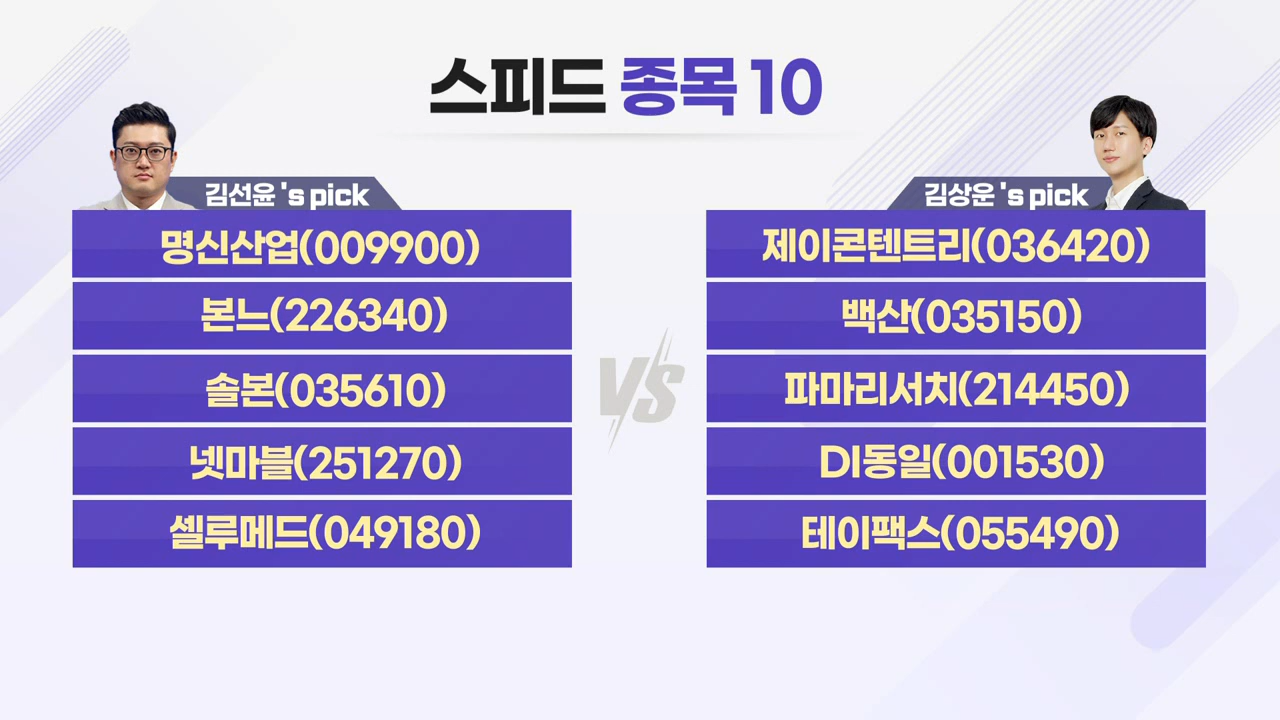 스피드 종목 10
김선윤 's pick
명신산업(009900)
본느(226340)
솔본(035610)
넷마블(251270)
셀루메드(049180)
VS
김상운 's pick
제이콘텐트리(036420)
백산(035150)
파마리서치(214450)
DI동일(001530)
테이팩스(055490)